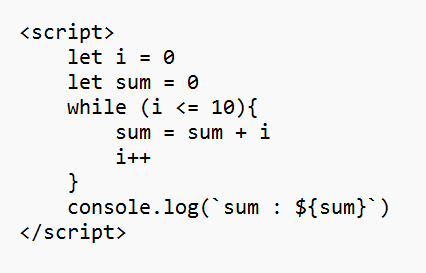 <script>
    let i = 0
    let sum = 0
    while (i <= 10){
        sum = sum + i
        i++
    }
    console.log(`sum : ${sum}`)
</script>